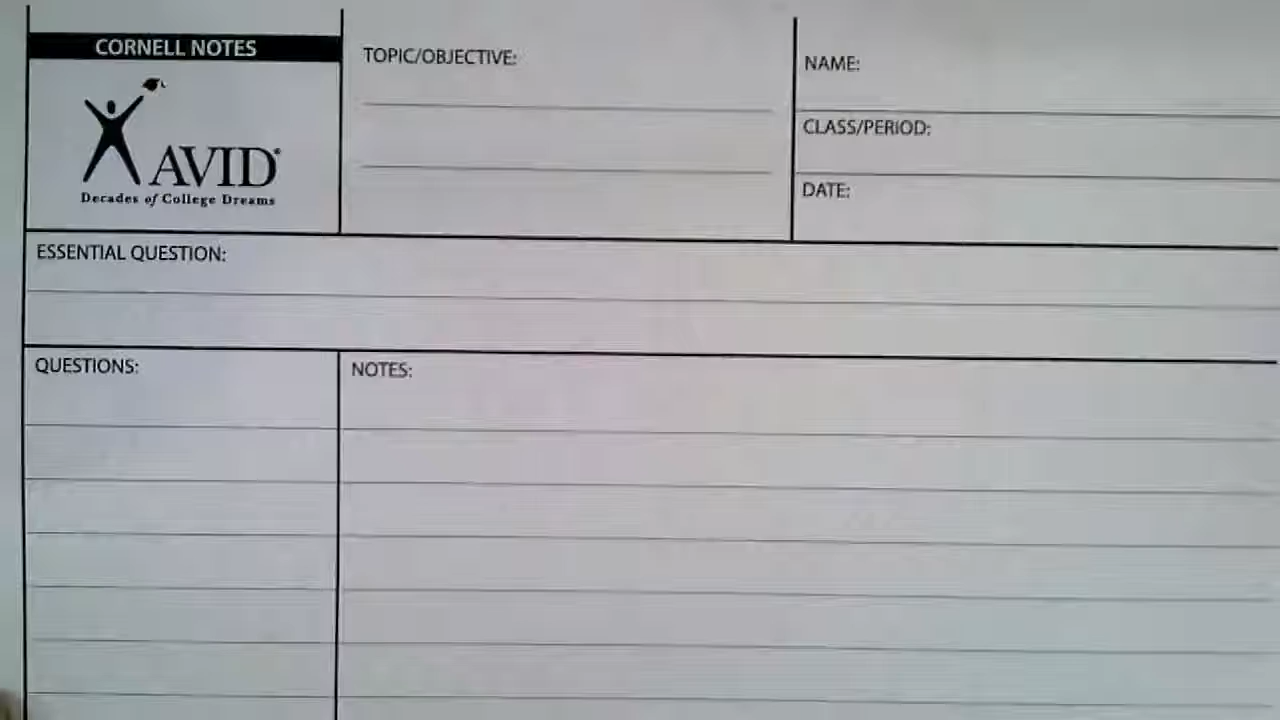 CORNELL NOTES
AVID®
Decades of College Dreams
TOPIC/OBJECTIVE:
NAME:
CLASS/PERIOD:
DATE:
ESSENTIAL QUESTION:
QUESTIONS:
NOTES: